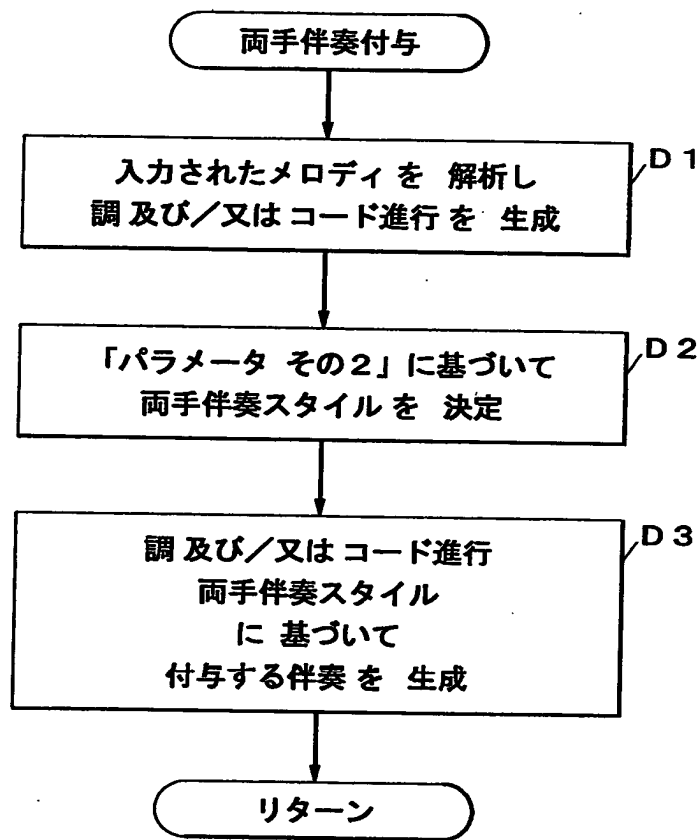 両手伴奏付与
入力されたメロディ を 解析し
調 及び／又は コード進行 を 生成
D1
「パラメータ その2」に基づいて
両手伴奏スタイル を 決定
D2
調 及び／又は コード進行
両手伴奏スタイル
に 基づいて
付与する伴奏 を 生成
D3
リターン